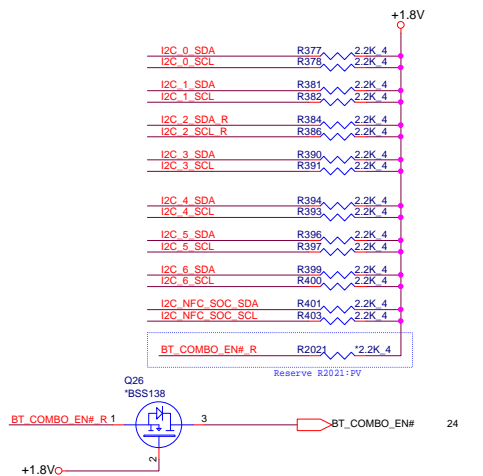 +1.8V
I2C_0_SDA R377 2.2K_4
I2C_0_SCL R378 2.2K_4
I2C_1_SDA R381 2.2K_4
I2C_1_SCL R382 2.2K_4
I2C_2_SDA_R R384 2.2K_4
I2C_2_SCL_R R386 2.2K_4
I2C_3_SDA R390 2.2K_4
I2C_3_SCL R391 2.2K_4
I2C_4_SDA R394 2.2K_4
I2C_4_SCL R393 2.2K_4
I2C_5_SDA R396 2.2K_4
I2C_5_SCL R397 2.2K_4
I2C_6_SDA R399 2.2K_4
I2C_6_SCL R400 2.2K_4
I2C_NFC_SOC_SDA R401 2.2K_4
I2C_NFC_SOC_SCL R403 2.2K_4
BT_COMBO_EN#_R R2021 *2.2K_4
Reserve R2021:PV
Q26
*BSS138
BT_COMBO_EN#_R 1 3 BT_COMBO_EN# 24
2
+1.8V